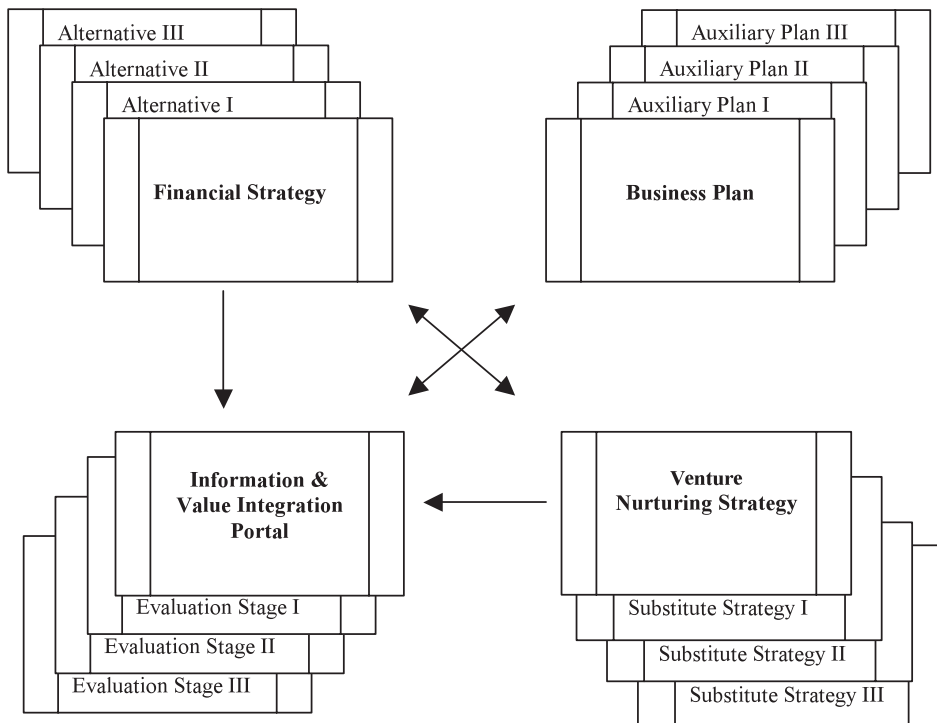 Alternative III
Alternative II
Alternative I
Financial Strategy
Auxiliary Plan III
Auxiliary Plan II
Auxiliary Plan I
Business Plan
Information &
Value Integration
Portal
Evaluation Stage I
Evaluation Stage II
Evaluation Stage III
Venture
Nurturing Strategy
Substitute Strategy I
Substitute Strategy II
Substitute Strategy III